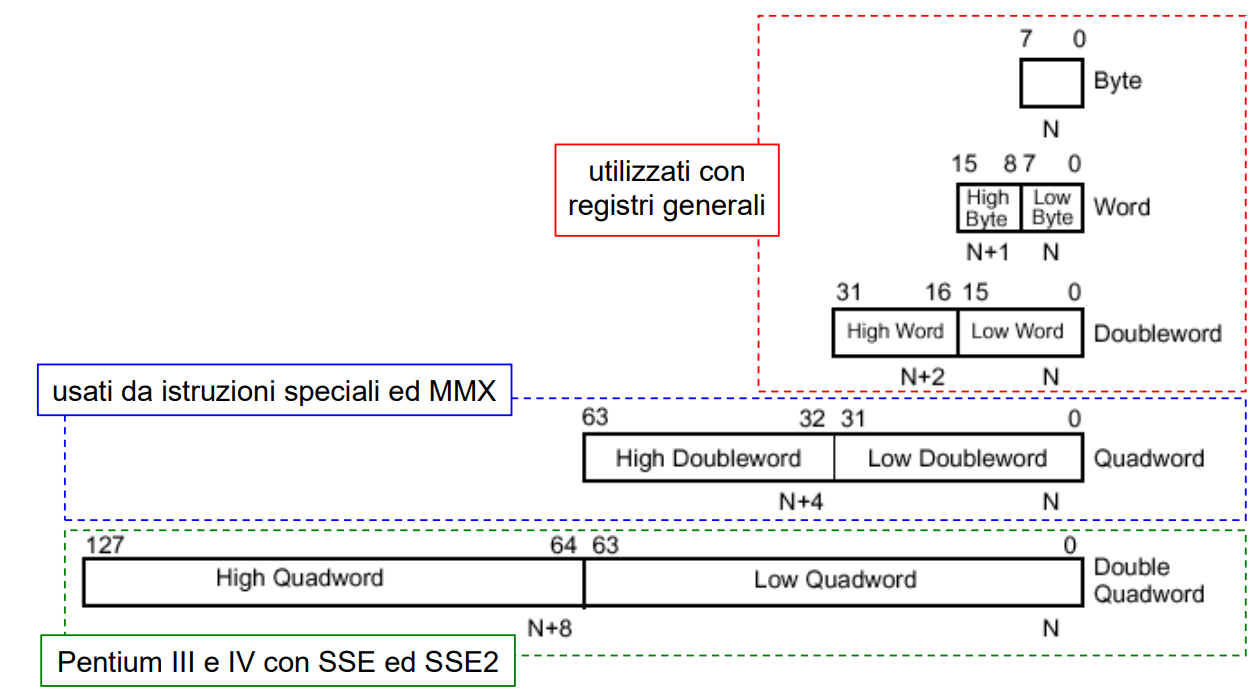 7 0
Byte
N
utilizzati con
registri generali
15 8 7 0
High
Byte
Low
Byte
Word
N+1 N
31 16 15 0
High Word Low Word
Doubleword
N+2 N
usati da istruzioni speciali ed MMX
63 32 31 0
High Doubleword Low Doubleword
Quadword
N+4 N
127 64 63 0
High Quadword Low Quadword
Double
Quadword
N+8 N
Pentium III e IV con SSE ed SSE2